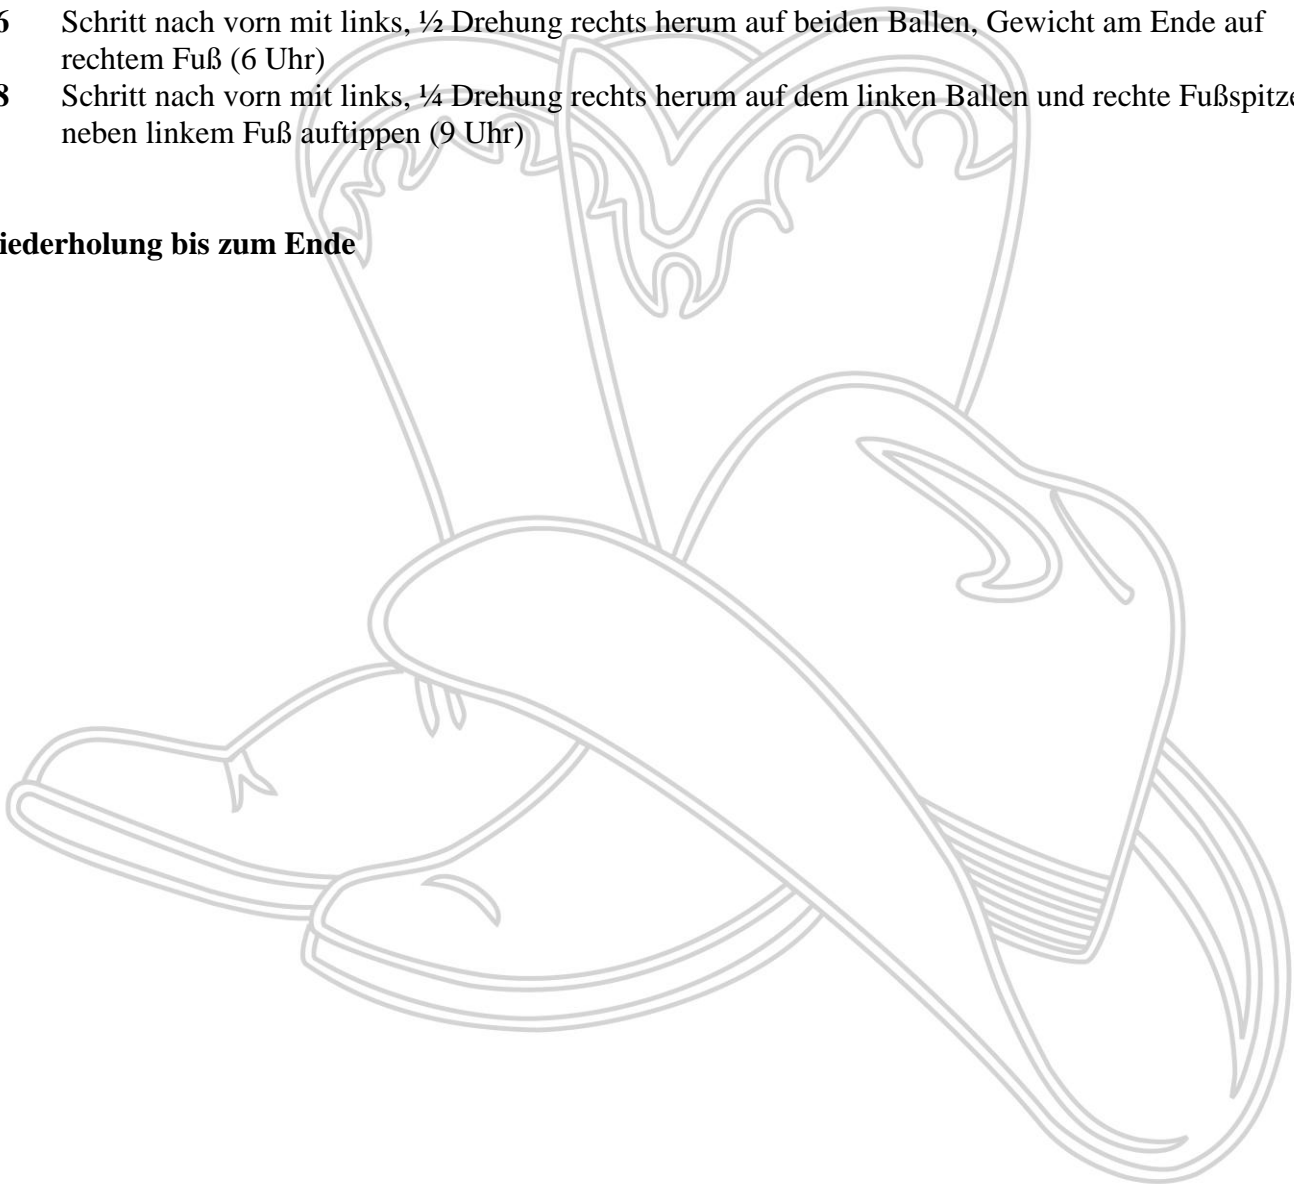 6 Schritt nach vorn mit links, ½ Drehung rechts herum auf beiden Ballen, Gewicht am Ende auf
rechtem Fuß (6 Uhr)
8 Schritt nach vorn mit links, ¼ Drehung rechts herum auf dem linken Ballen und rechte Fußspitze
neben linkem Fuß auftippen (9 Uhr)
iederholung bis zum Ende